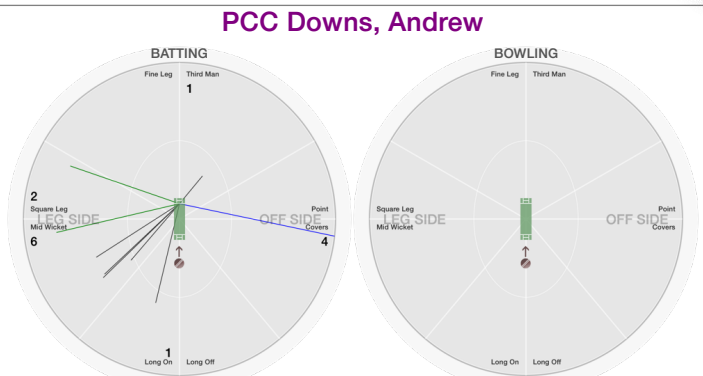 PCC Downs, Andrew
BATTING
Fine Leg Third Man
1
2
Square Leg
LEG SIDE
Mid Wicket
6
Point
OFF SIDE
Covers
4
1
Long On Long Off
BOWLING
Fine Leg Third Man
Square Leg
LEG SIDE
Mid Wicket
Point
OFF SIDE
Covers
Long On Long Off